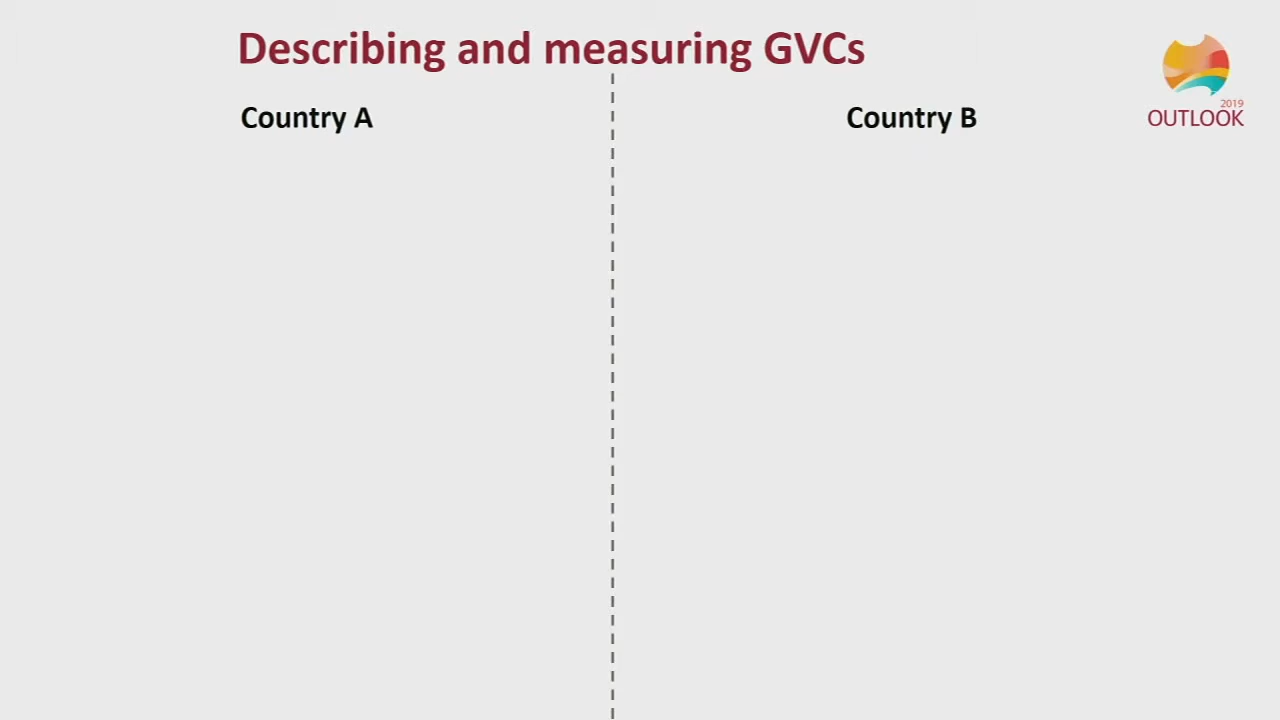 Describing and measuring GVCs
Country A
Country B
2019
OUTLOOK